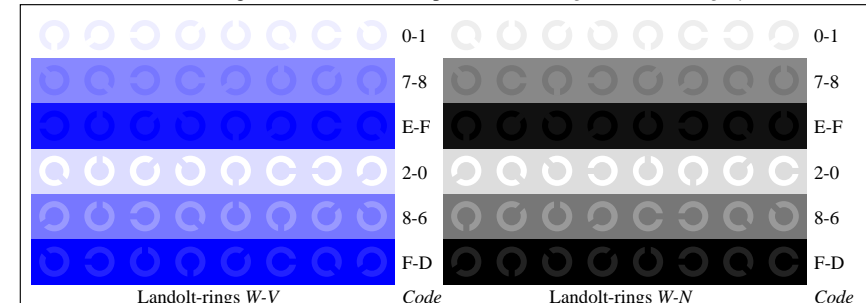 0-1 0-1
7-8 7-8
E-F E-F
2-0 2-0
8-6 8-6
F-D F-D
Landolt-rings W-V Code Landolt-rings W-N Code